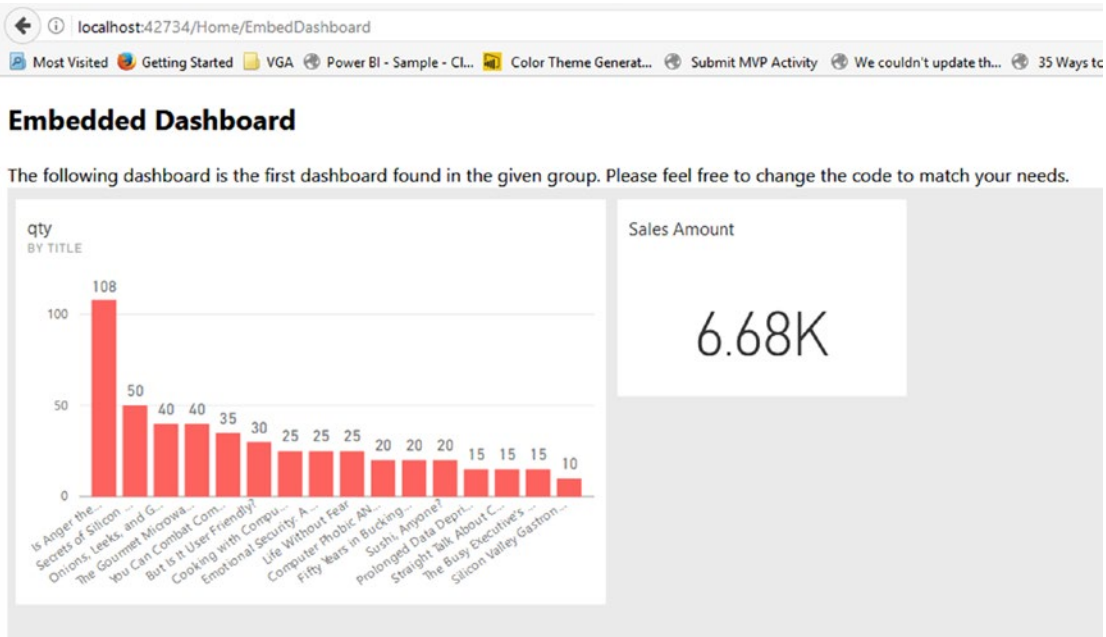 localhost:42734/Home/EmbedDashboard
Most Visited Getting Started VGA Power BI - Sample - Cl... Color Theme Generat... Submit MVP Activity We couldn't update th... 35 Ways to
Embedded Dashboard
The following dashboard is the first dashboard found in the given group. Please feel free to change the code to match your needs.
qty
BY TITLE
Sales Amount
6.68K
108
50
40
40
35
30
25
25
25
20
20
20
15
15
15
10
100
50
0
Is Anger the...
Secrets of Silicon ...
Onions, Leeks, and G...
The Gourmet Microwa...
You Can Combat Com...
But Is It User Friendly?
Cooking with Compu...
Emotional Security: A ...
Life Without Fear
Computer Phobic AN...
Fifty Years in Bucking...
Sushi, Anyone?
Prolonged Data Depri...
Straight Talk About C...
The Busy Executive's ...
Silicon Valley Gastron...